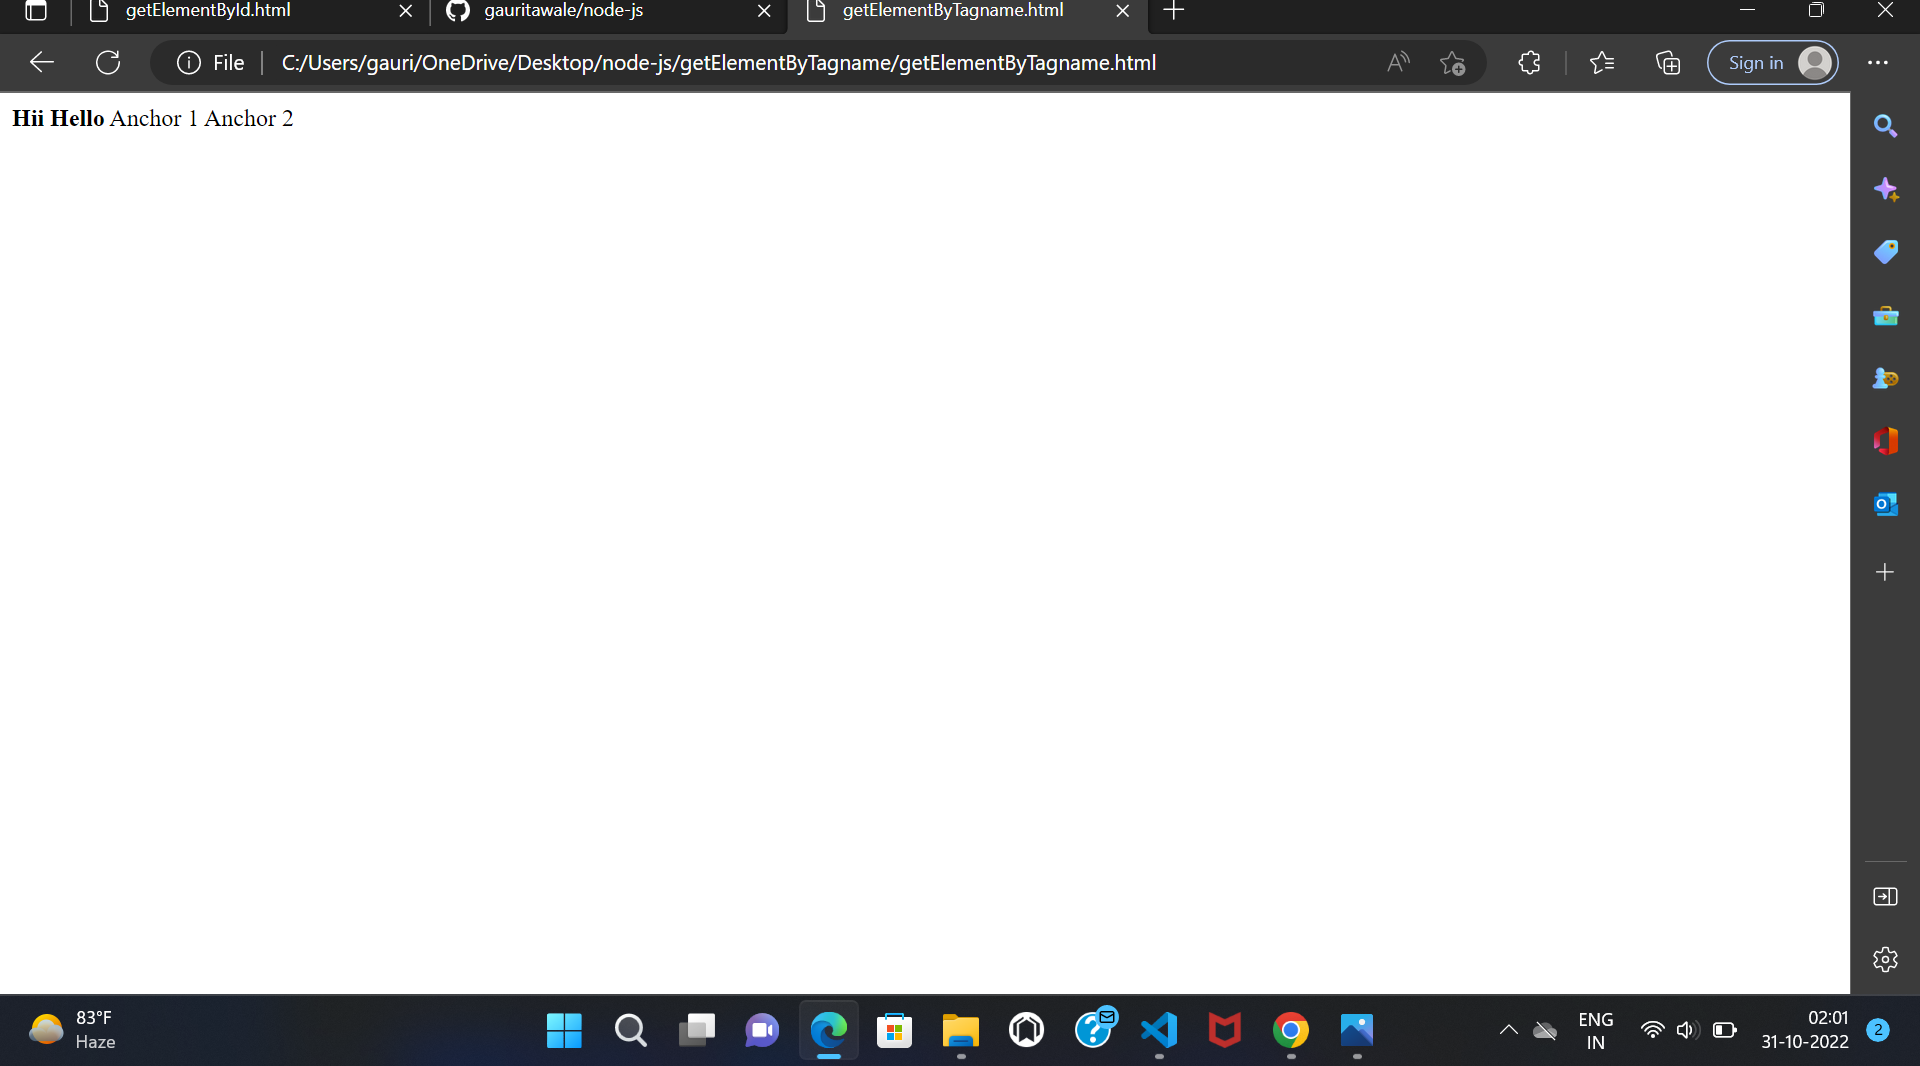 getElementById.html
gauritawale/node-js
getElementByTagname.html
File
C:/Users/gauri/OneDrive/Desktop/node-js/getElementByTagname/getElementByTagname.html
Sign in
Hii Hello Anchor 1 Anchor 2
83°F
Haze
ENG
IN
02:01
31-10-2022
2